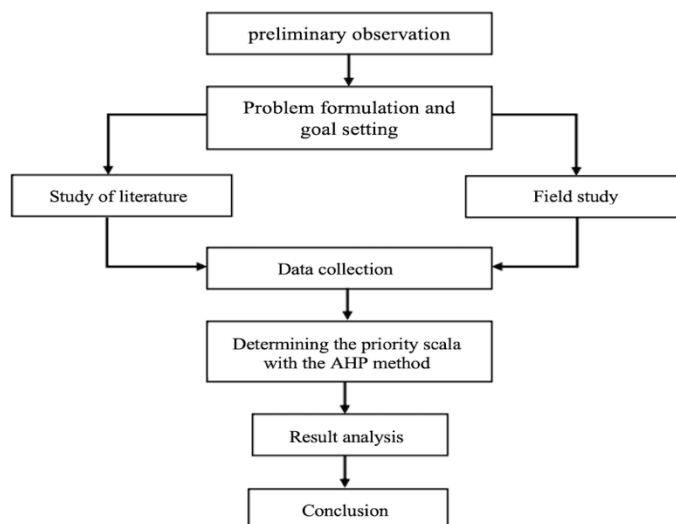 preliminary observation
Problem formulation and
goal setting
Study of literature
Field study
Data collection
Determining the priority scala
with the AHP method
Result analysis
Conclusion